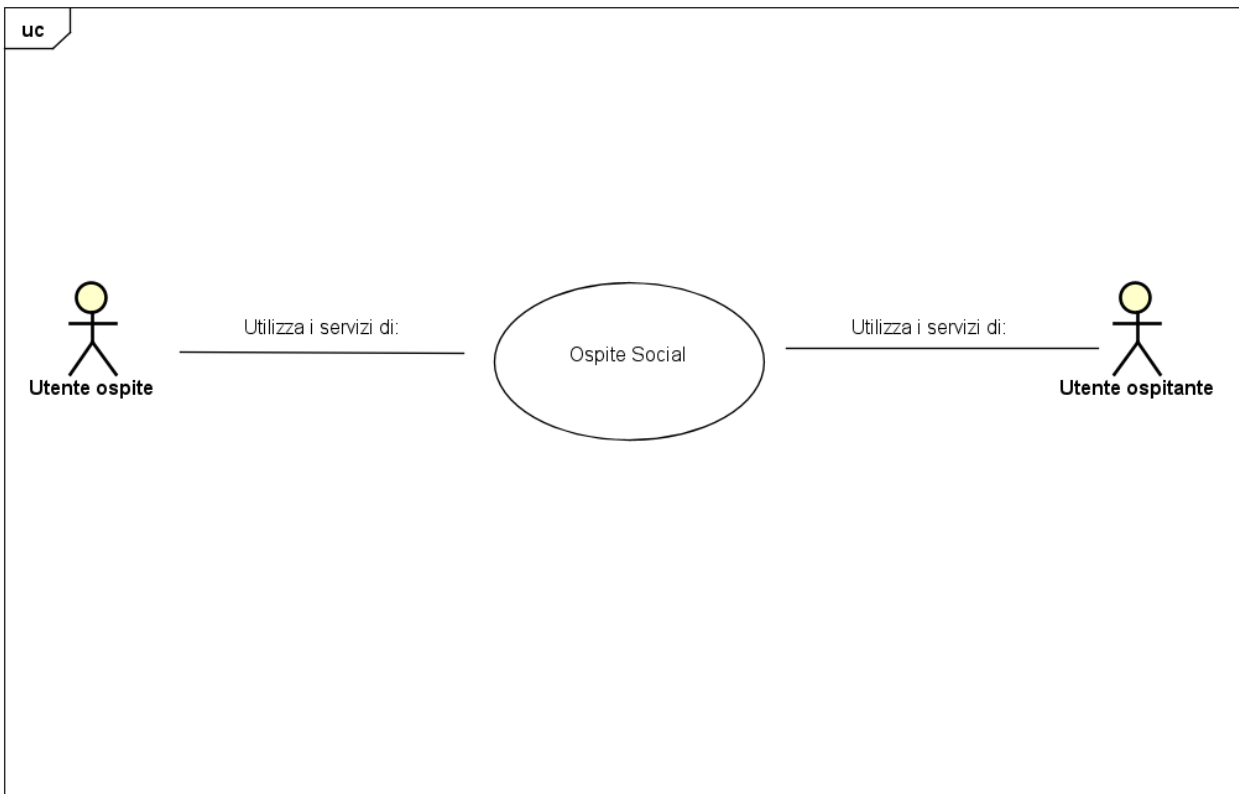 uc
Utilizza i servizi di:
Utilizza i servizi di:
Ospite Social
Utente ospite
Utente ospitante